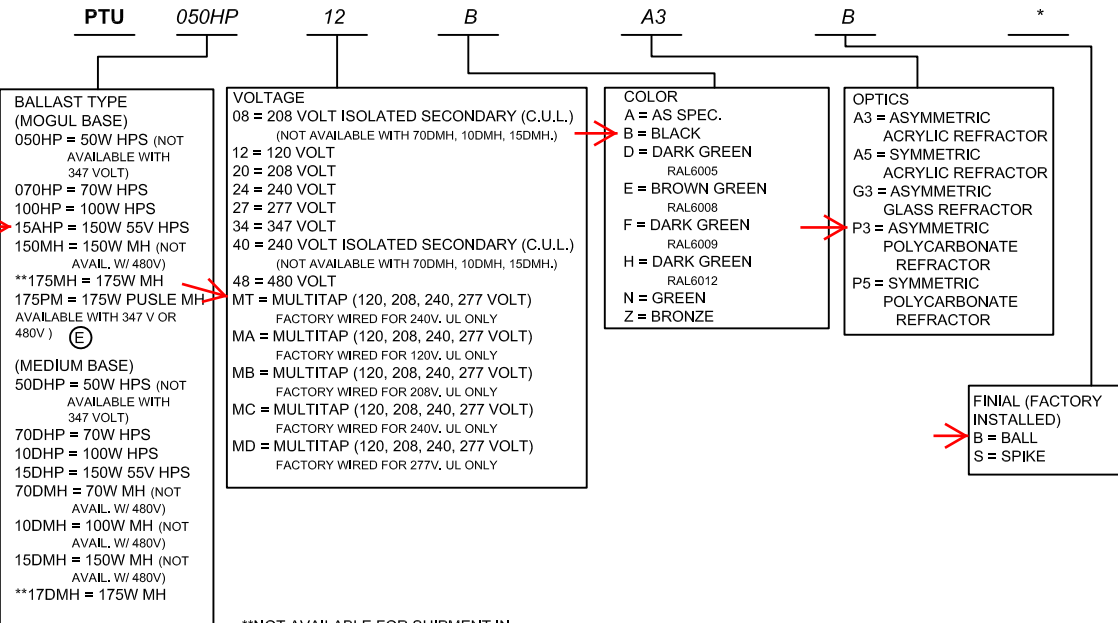 PTU 050HP 12 B A3 B *
BALLAST TYPE
(MOGUL BASE)
050HP = 50W HPS (NOT
AVAILABLE WITH
347 VOLT)
070HP = 70W HPS
100HP = 100W HPS
15AHP = 150W 55V HPS
150MH = 150W MH (NOT
AVAIL. W/ 480V)
**175MH = 175W MH
175PM = 175W PUSLE MH
AVAILABLE WITH 347 V OR
480V ) E
(MEDIUM BASE)
50DHP = 50W HPS (NOT
AVAILABLE WITH
347 VOLT)
70DHP = 70W HPS
10DHP = 100W HPS
15DHP = 150W 55V HPS
70DMH = 70W MH (NOT
AVAIL. W/ 480V)
10DMH = 100W MH (NOT
AVAIL. W/ 480V)
15DMH = 150W MH (NOT
AVAIL. W/ 480V)
**17DMH = 175W MH
VOLTAGE
08 = 208 VOLT ISOLATED SECONDARY (C.U.L.)
(NOT AVAILABLE WITH 70DMH, 10DMH, 15DMH.)
12 = 120 VOLT
20 = 208 VOLT
24 = 240 VOLT
27 = 277 VOLT
34 = 347 VOLT
40 = 240 VOLT ISOLATED SECONDARY (C.U.L.)
(NOT AVAILABLE WITH 70DMH, 10DMH, 15DMH.)
48 = 480 VOLT
MT = MULTITAP (120, 208, 240, 277 VOLT)
FACTORY WIRED FOR 240V. UL ONLY
MA = MULTITAP (120, 208, 240, 277 VOLT)
FACTORY WIRED FOR 120V. UL ONLY
MB = MULTITAP (120, 208, 240, 277 VOLT)
FACTORY WIRED FOR 208V. UL ONLY
MC = MULTITAP (120, 208, 240, 277 VOLT)
FACTORY WIRED FOR 240V. UL ONLY
MD = MULTITAP (120, 208, 240, 277 VOLT)
FACTORY WIRED FOR 277V. UL ONLY
COLOR
A = AS SPEC.
B = BLACK
D = DARK GREEN
RAL6005
E = BROWN GREEN
RAL6008
F = DARK GREEN
RAL6009
H = DARK GREEN
RAL6012
N = GREEN
Z = BRONZE
OPTICS
A3 = ASYMMETRIC
ACRYLIC REFRACTOR
A5 = SYMMETRIC
ACRYLIC REFRACTOR
G3 = ASYMMETRIC
GLASS REFRACTOR
P3 = ASYMMETRIC
POLYCARBONATE
REFRACTOR
P5 = SYMMETRIC
POLYCARBONATE
REFRACTOR
FINIAL (FACTORY
INSTALLED)
B = BALL
S = SPIKE
**NOT AVAILABLE FOR SHIPMENT IN